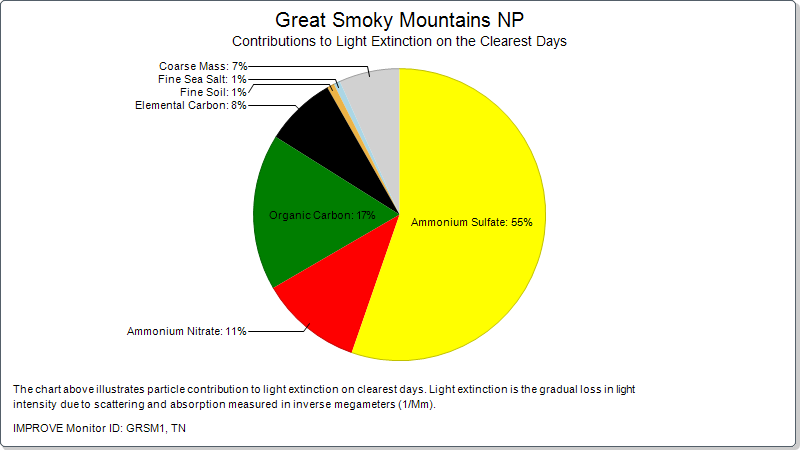 Great Smoky Mountains NP
Contributions to Light Extinction on the Clearest Days
Coarse Mass: 7%
Fine Sea Salt: 1%
Fine Soil: 1%
Elemental Carbon: 8%
Organic Carbon: 17%
Ammonium Sulfate: 55%
Ammonium Nitrate: 11%
The chart above illustrates particle contribution to light extinction on clearest days. Light extinction is the gradual loss in light
intensity due to scattering and absorption measured in inverse megameters (1/Mm).
IMPROVE Monitor ID: GRSM1, TN